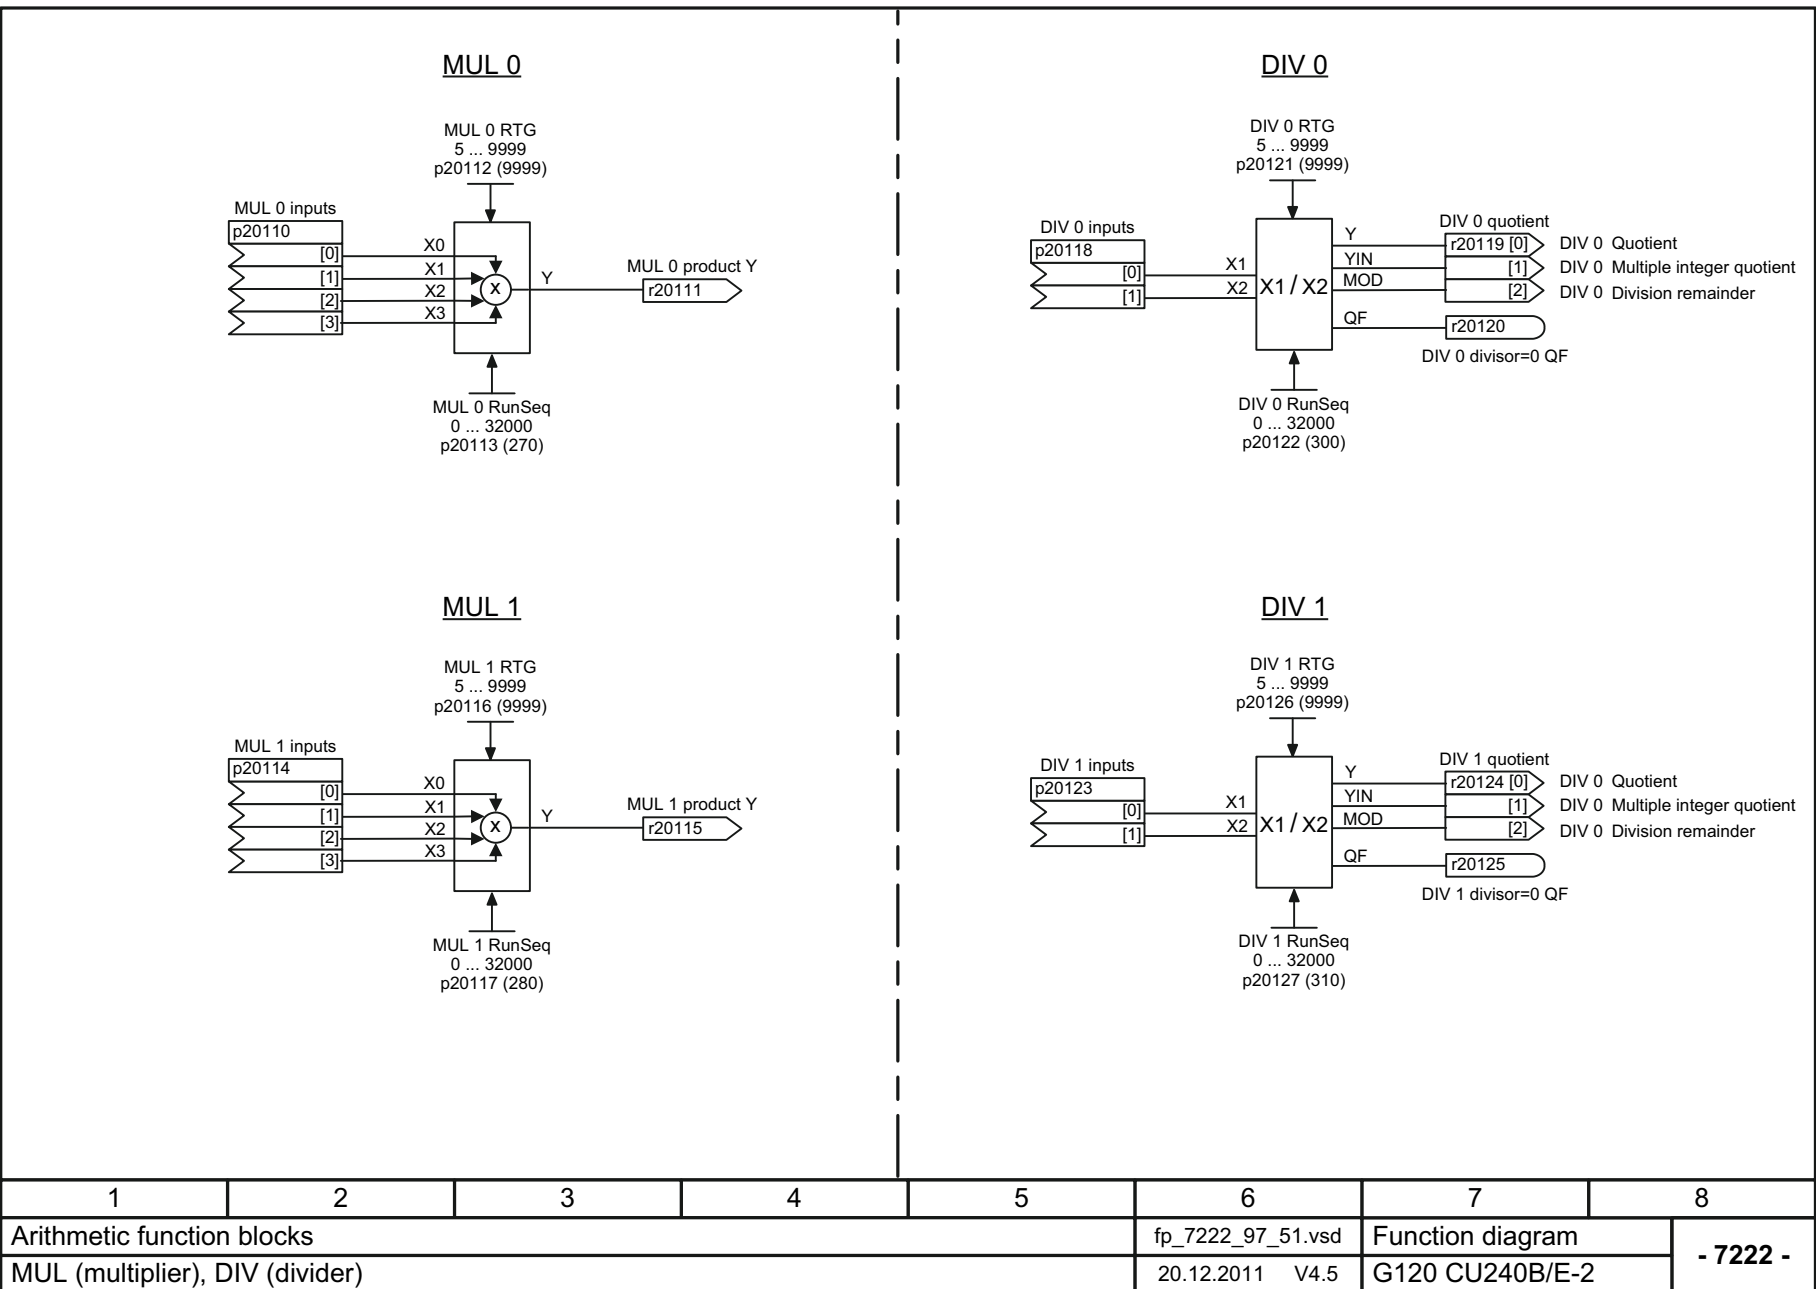 MUL 0
MUL 0 RTG
5 ... 9999
p20112 (9999)
MUL 0 inputs
p20110
[0]
[1]
[2]
[3]
X0
X1
X2
X3
X
Y
MUL 0 product Y
r20111
MUL 0 RunSeq
0 ... 32000
p20113 (270)
DIV 0
DIV 0 RTG
5 ... 9999
p20121 (9999)
DIV 0 inputs
p20118
[0]
[1]
X1
X2
X1 / X2
Y
YIN
MOD
QF
DIV 0 quotient
r20119 [0] DIV 0 Quotient
[1] DIV 0 Multiple integer quotient
[2] DIV 0 Division remainder
r20120
DIV 0 divisor=0 QF
DIV 0 RunSeq
0 ... 32000
p20122 (300)
MUL 1
MUL 1 RTG
5 ... 9999
p20116 (9999)
MUL 1 inputs
p20114
[0]
[1]
[2]
[3]
X0
X1
X2
X3
X
Y
MUL 1 product Y
r20115
MUL 1 RunSeq
0 ... 32000
p20117 (280)
DIV 1
DIV 1 RTG
5 ... 9999
p20126 (9999)
DIV 1 inputs
p20123
[0]
[1]
X1
X2
X1 / X2
Y
YIN
MOD
QF
DIV 1 quotient
r20124 [0] DIV 0 Quotient
[1] DIV 0 Multiple integer quotient
[2] DIV 0 Division remainder
r20125
DIV 1 divisor=0 QF
DIV 1 RunSeq
0 ... 32000
p20127 (310)
1 2 3 4 5 6 7 8
Arithmetic function blocks
fp_7222_97_51.vsd
Function diagram
- 7222 -
MUL (multiplier), DIV (divider)
20.12.2011 V4.5
G120 CU240B/E-2